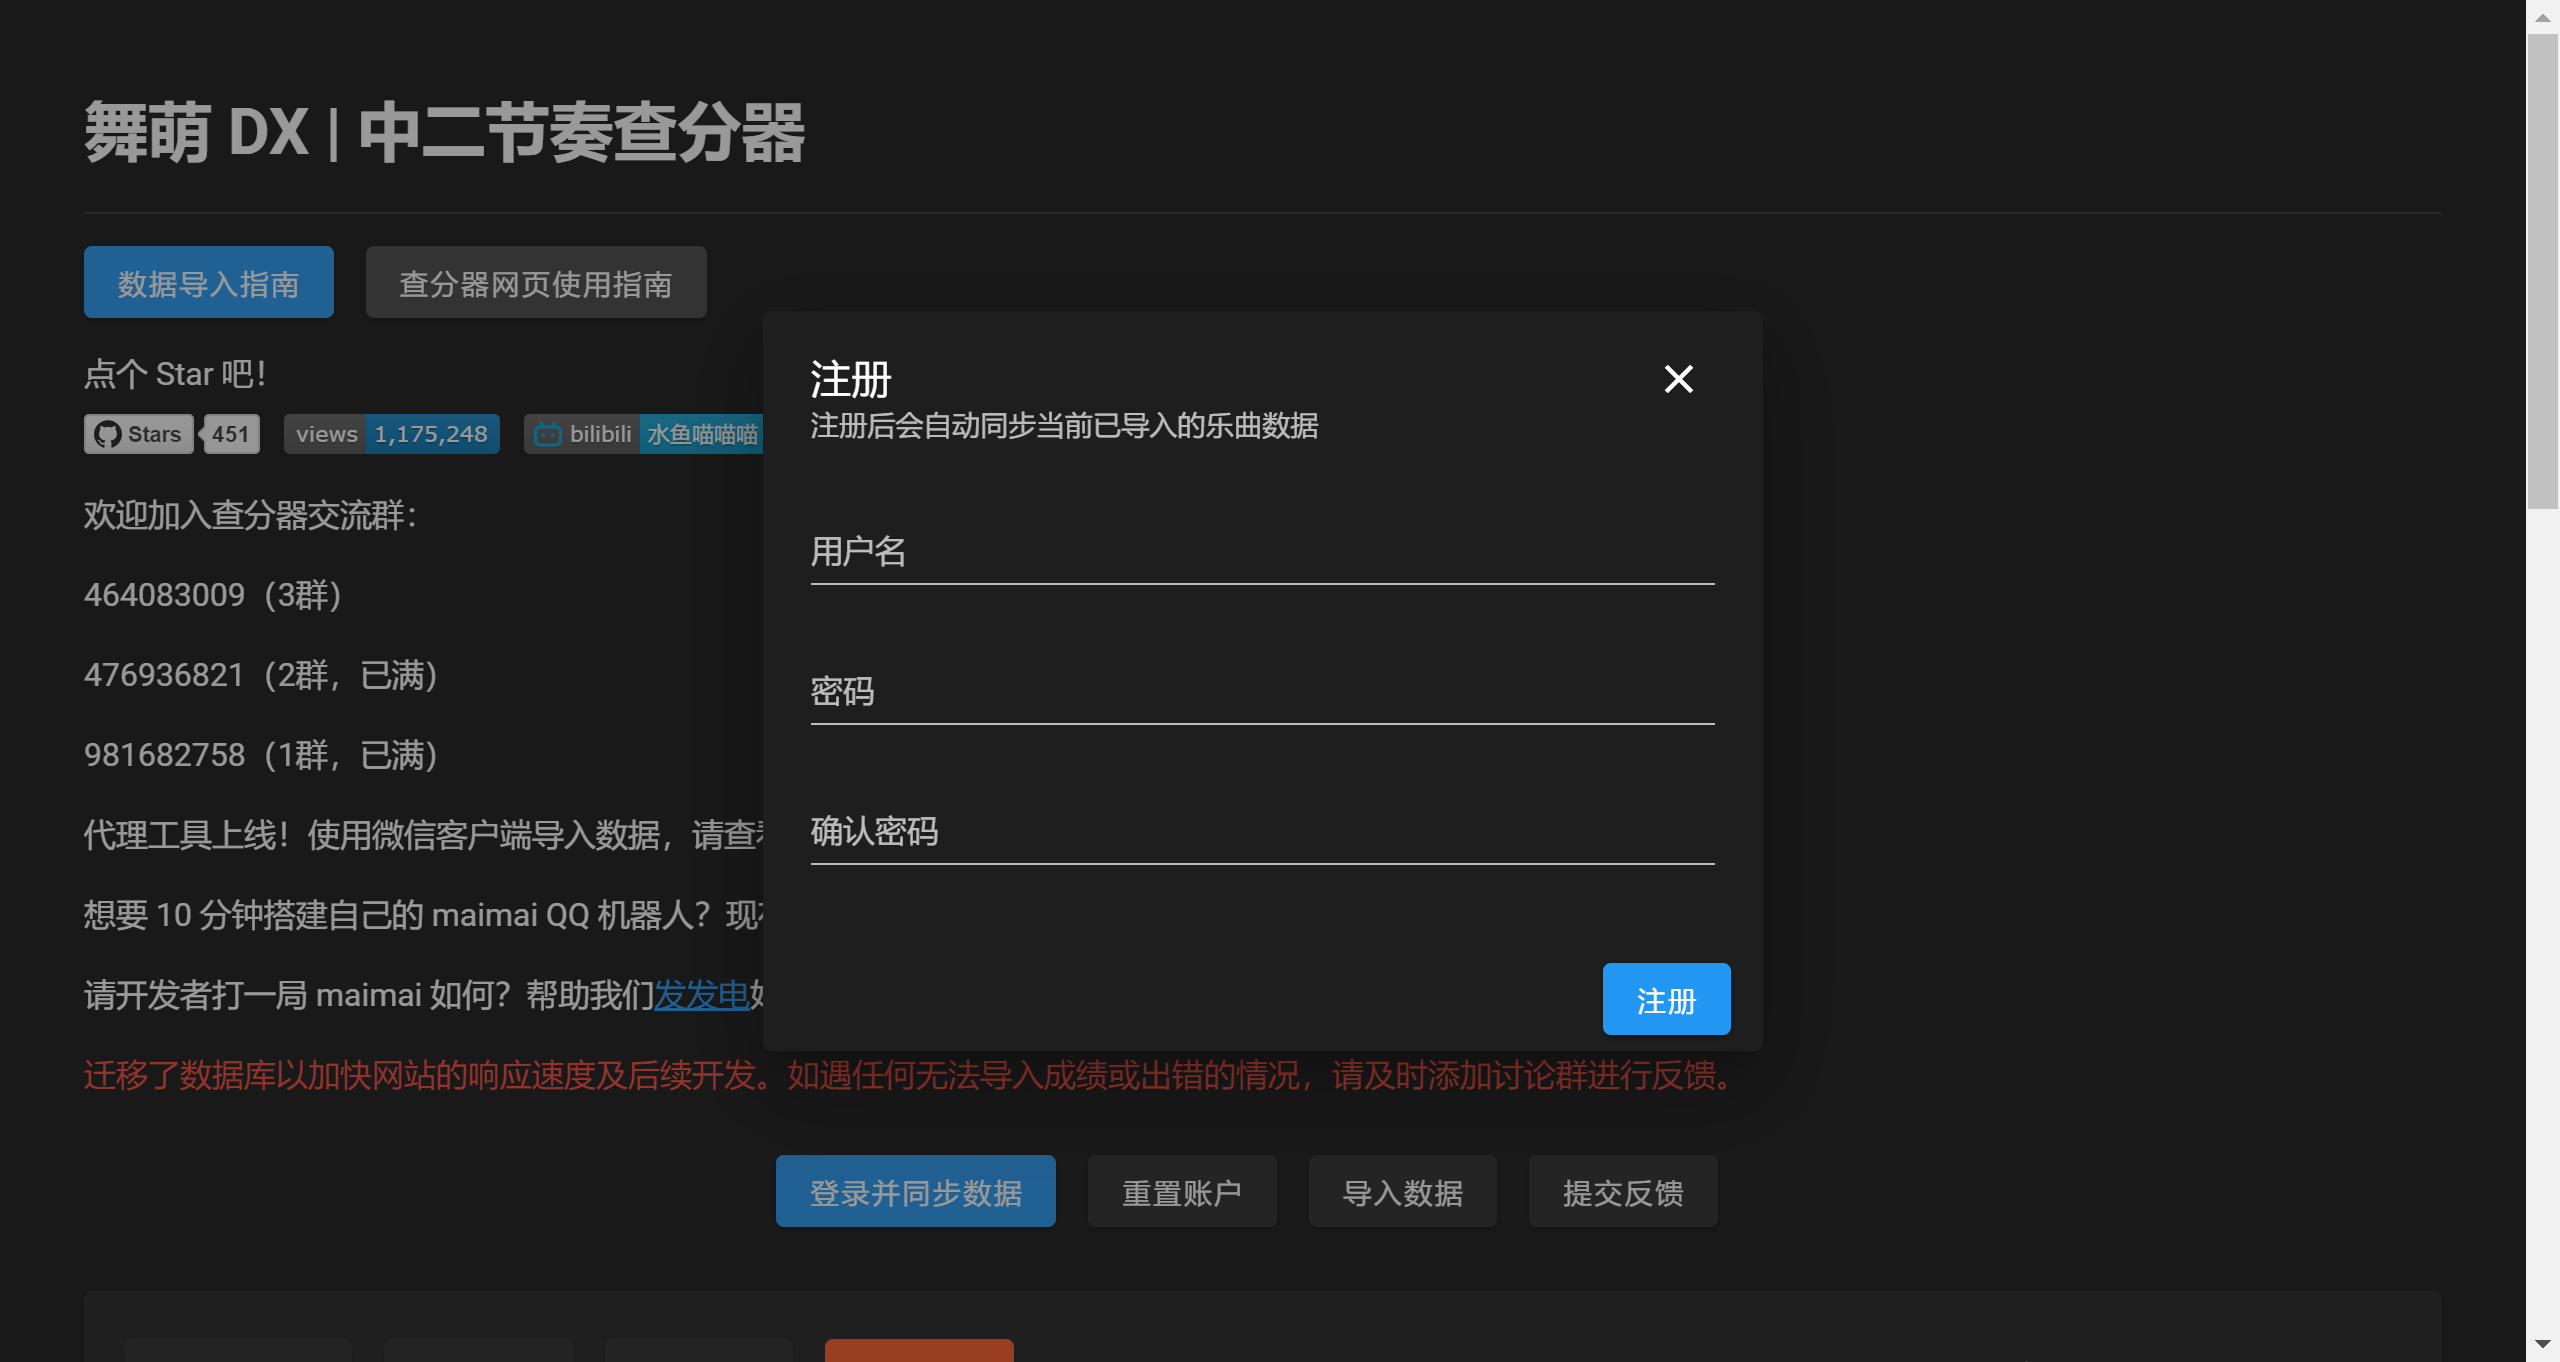 舞萌 DX | 中二节奏查分器
数据导入指南
查分器网页使用指南
点个 Star 吧！
Stars 451
views 1,175,248
bilibili 水鱼喵喵喵
欢迎加入查分器交流群：
464083009（3群）
476936821（2群，已满）
981682758（1群，已满）
代理工具上线！使用微信客户端导入数据，请查
想要 10 分钟搭建自己的 maimai QQ 机器人？现
请开发者打一局 maimai 如何？帮助我们发发电
迁移了数据库以加快网站的响应速度及后续开发。如遇任何无法导入成绩或出错的情况，请及时添加讨论群进行反馈。
注册
注册后会自动同步当前已导入的乐曲数据
用户名
密码
确认密码
注册
登录并同步数据
重置账户
导入数据
提交反馈